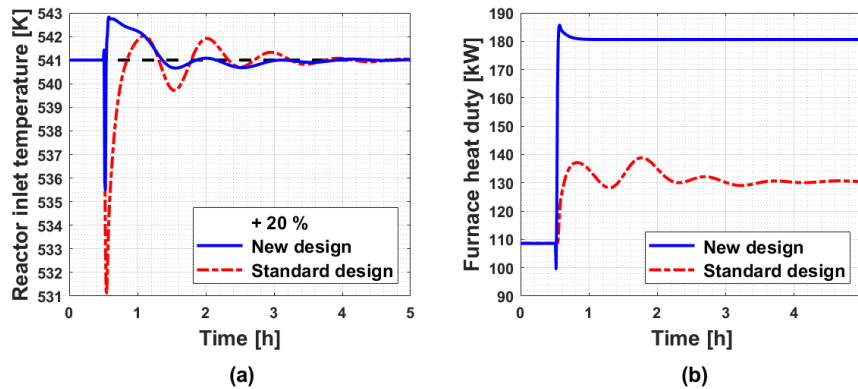 543
542
541
540
539
538
537
536
535
534
533
532
531
Reactor inlet temperature [K]
+ 20 %
New design
Standard design
0 1 2 3 4 5
Time [h]
(a)
190
180
170
160
150
140
130
120
110
100
90
Furnace heat duty [kW]
New design
Standard design
0 1 2 3 4
Time [h]
(b)